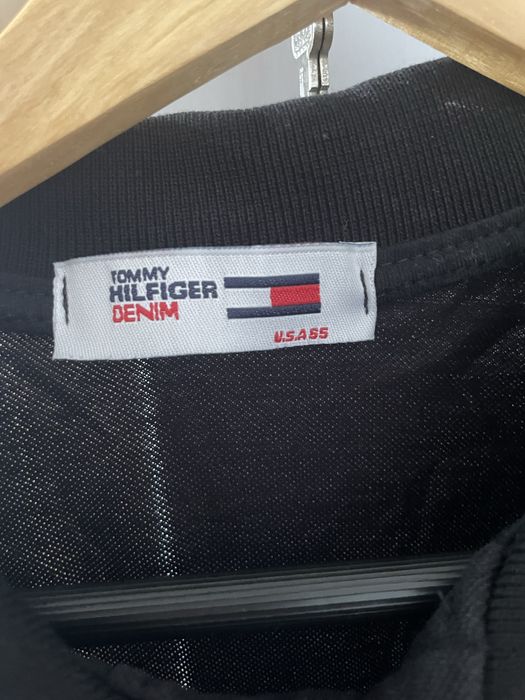 TOMMY
HILFIGER
DENIM
U.S.A 85